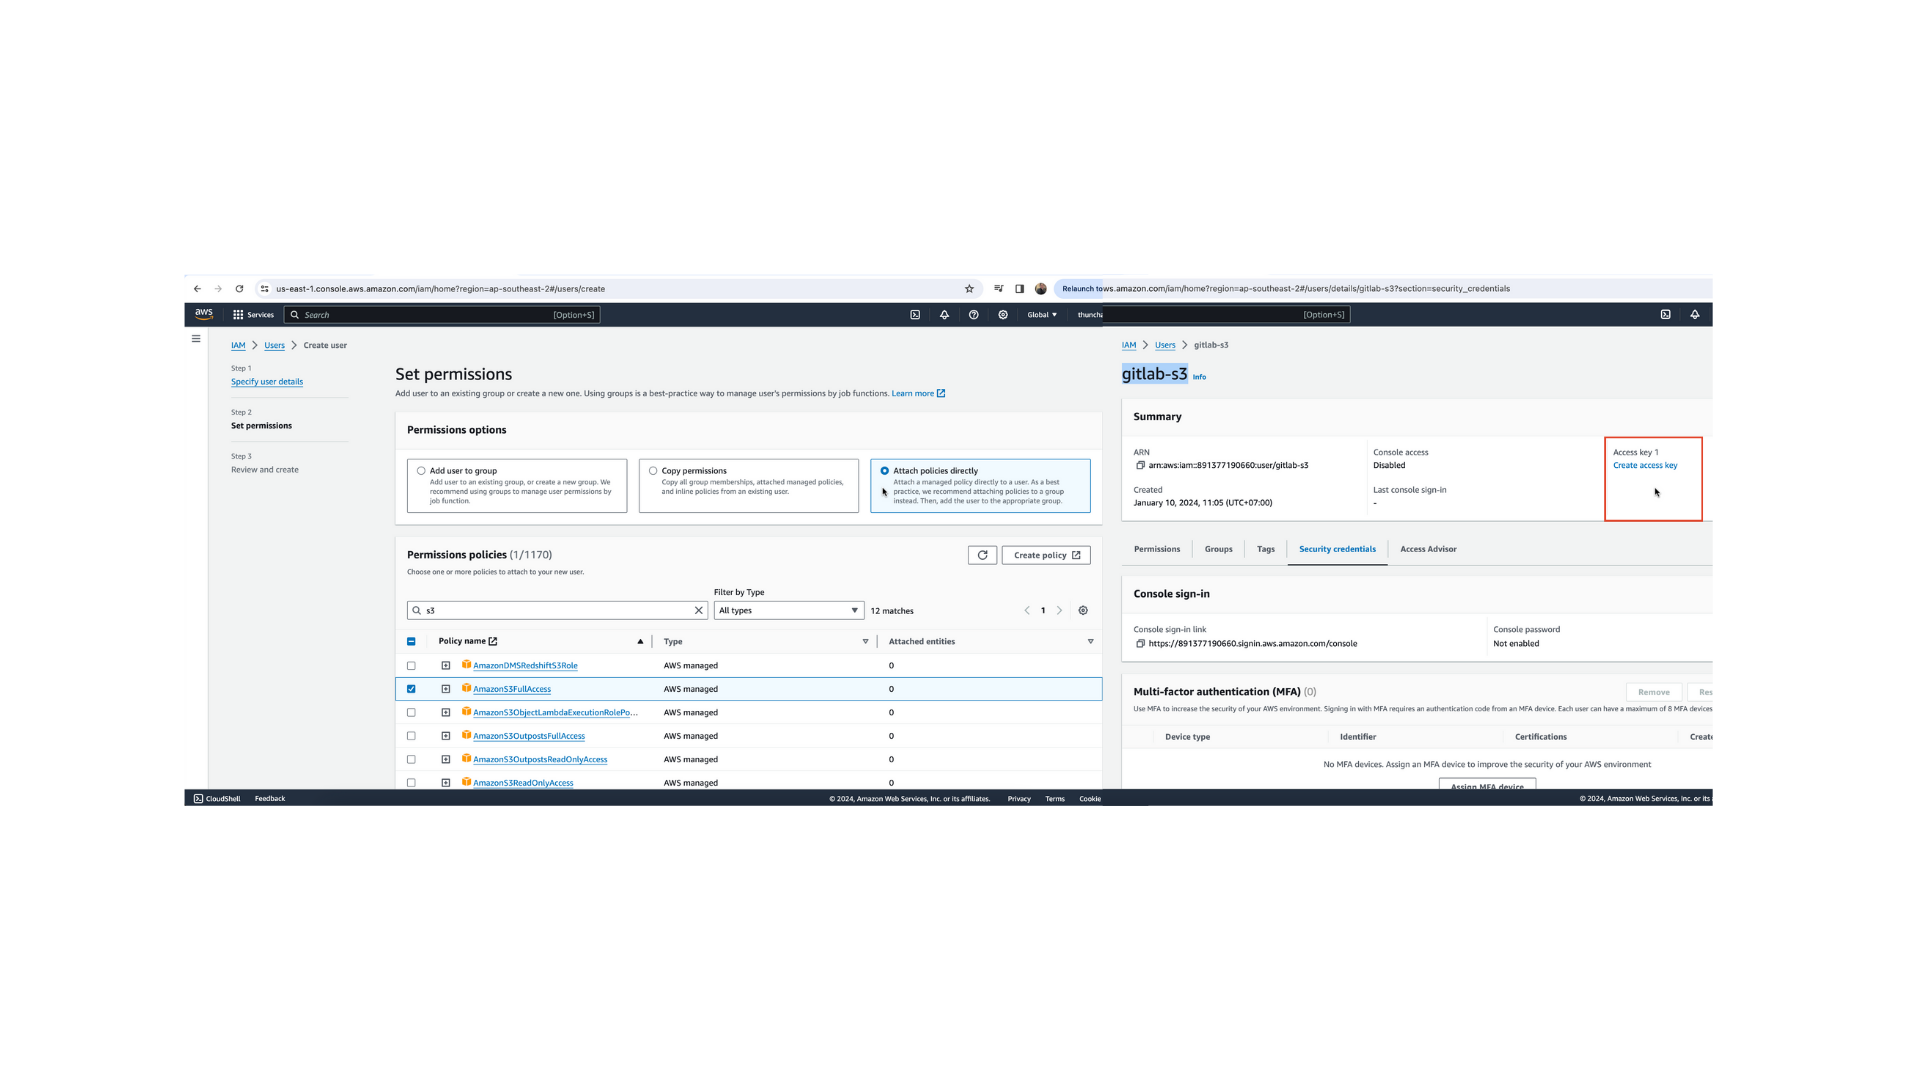 us-east-1.console.aws.amazon.com/iam/home?region=ap-southeast-2#/users/create
Relaunch to
aws
Services
Search
[Option+S]
Global
thuncha
IAM > Users > Create user
Step 1
Specify user details
Step 2
Set permissions
Step 3
Review and create
Set permissions
Add user to an existing group or create a new one. Using groups is a best-practice way to manage user's permissions by job functions. Learn more
Permissions options
Add user to group
Add user to an existing group, or create a new group. We
recommend using groups to manage user permissions by
job function.
Copy permissions
Copy all group memberships, attached managed policies,
and inline policies from an existing user.
Attach policies directly
Attach a managed policy directly to a user. As a best
practice, we recommend attaching policies to a group
instead. Then, add the user to the appropriate group.
Permissions policies (1/1170)
Create policy
Choose one or more policies to attach to your new user.
Filter by Type
s3
All types
12 matches
1
Policy name
Type
Attached entities
AmazonDMSRedshiftS3Role AWS managed 0
AmazonS3FullAccess AWS managed 0
AmazonS3ObjectLambdaExecutionRolePo... AWS managed 0
AmazonS3OutpostsFullAccess AWS managed 0
AmazonS3OutpostsReadOnlyAccess AWS managed 0
AmazonS3ReadOnlyAccess AWS managed 0
CloudShell
Feedback
© 2024, Amazon Web Services, Inc. or its affiliates.
Privacy
Terms
Cookie
ws.amazon.com/iam/home?region=ap-southeast-2#/users/details/gitlab-s3?section=security_credentials
[Option+S]
IAM > Users > gitlab-s3
gitlab-s3 Info
Summary
ARN
arn:aws:iam::891377190660:user/gitlab-s3
Console access
Disabled
Access key 1
Create access key
Created
January 10, 2024, 11:05 (UTC+07:00)
Last console sign-in
-
Permissions
Groups
Tags
Security credentials
Access Advisor
Console sign-in
Console sign-in link
https://891377190660.signin.aws.amazon.com/console
Console password
Not enabled
Multi-factor authentication (MFA) (0)
Remove
Res
Use MFA to increase the security of your AWS environment. Signing in with MFA requires an authentication code from an MFA device. Each user can have a maximum of 8 MFA devices
Device type
Identifier
Certifications
Create
No MFA devices. Assign an MFA device to improve the security of your AWS environment
Assign MFA device
© 2024, Amazon Web Services, Inc. or its